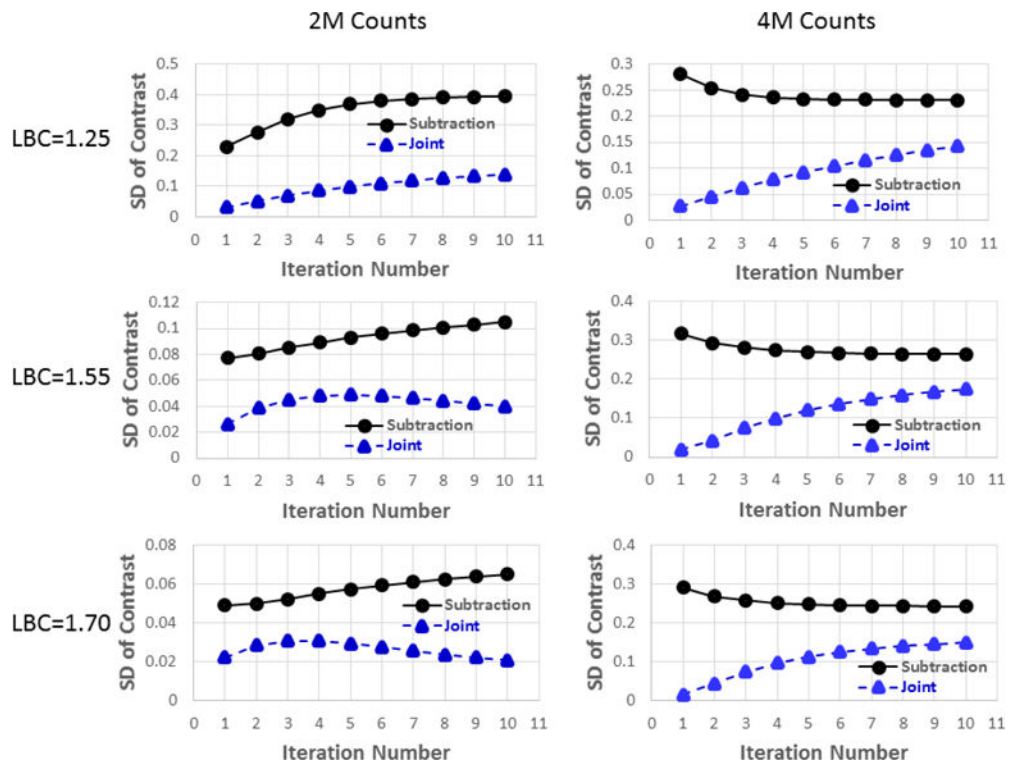 2M Counts
4M Counts
LBC=1.25
SD of Contrast
0.5
0.4
0.3
0.2
0.1
0
Subtraction
Joint
0 1 2 3 4 5 6 7 8 9 10 11
Iteration Number
SD of Contrast
0.3
0.25
0.2
0.15
0.1
0.05
0
Subtraction
Joint
0 1 2 3 4 5 6 7 8 9 10 11
Iteration Number
LBC=1.55
SD of Contrast
0.12
0.1
0.08
0.06
0.04
0.02
0
Subtraction
Joint
0 1 2 3 4 5 6 7 8 9 10 11
Iteration Number
SD of Contrast
0.4
0.3
0.2
0.1
0
Subtraction
Joint
0 1 2 3 4 5 6 7 8 9 10 11
Iteration Number
LBC=1.70
SD of Contrast
0.08
0.06
0.04
0.02
0
Subtraction
Joint
0 1 2 3 4 5 6 7 8 9 10 11
Iteration Number
SD of Contrast
0.4
0.3
0.2
0.1
0
Subtraction
Joint
0 1 2 3 4 5 6 7 8 9 10 11
Iteration Number